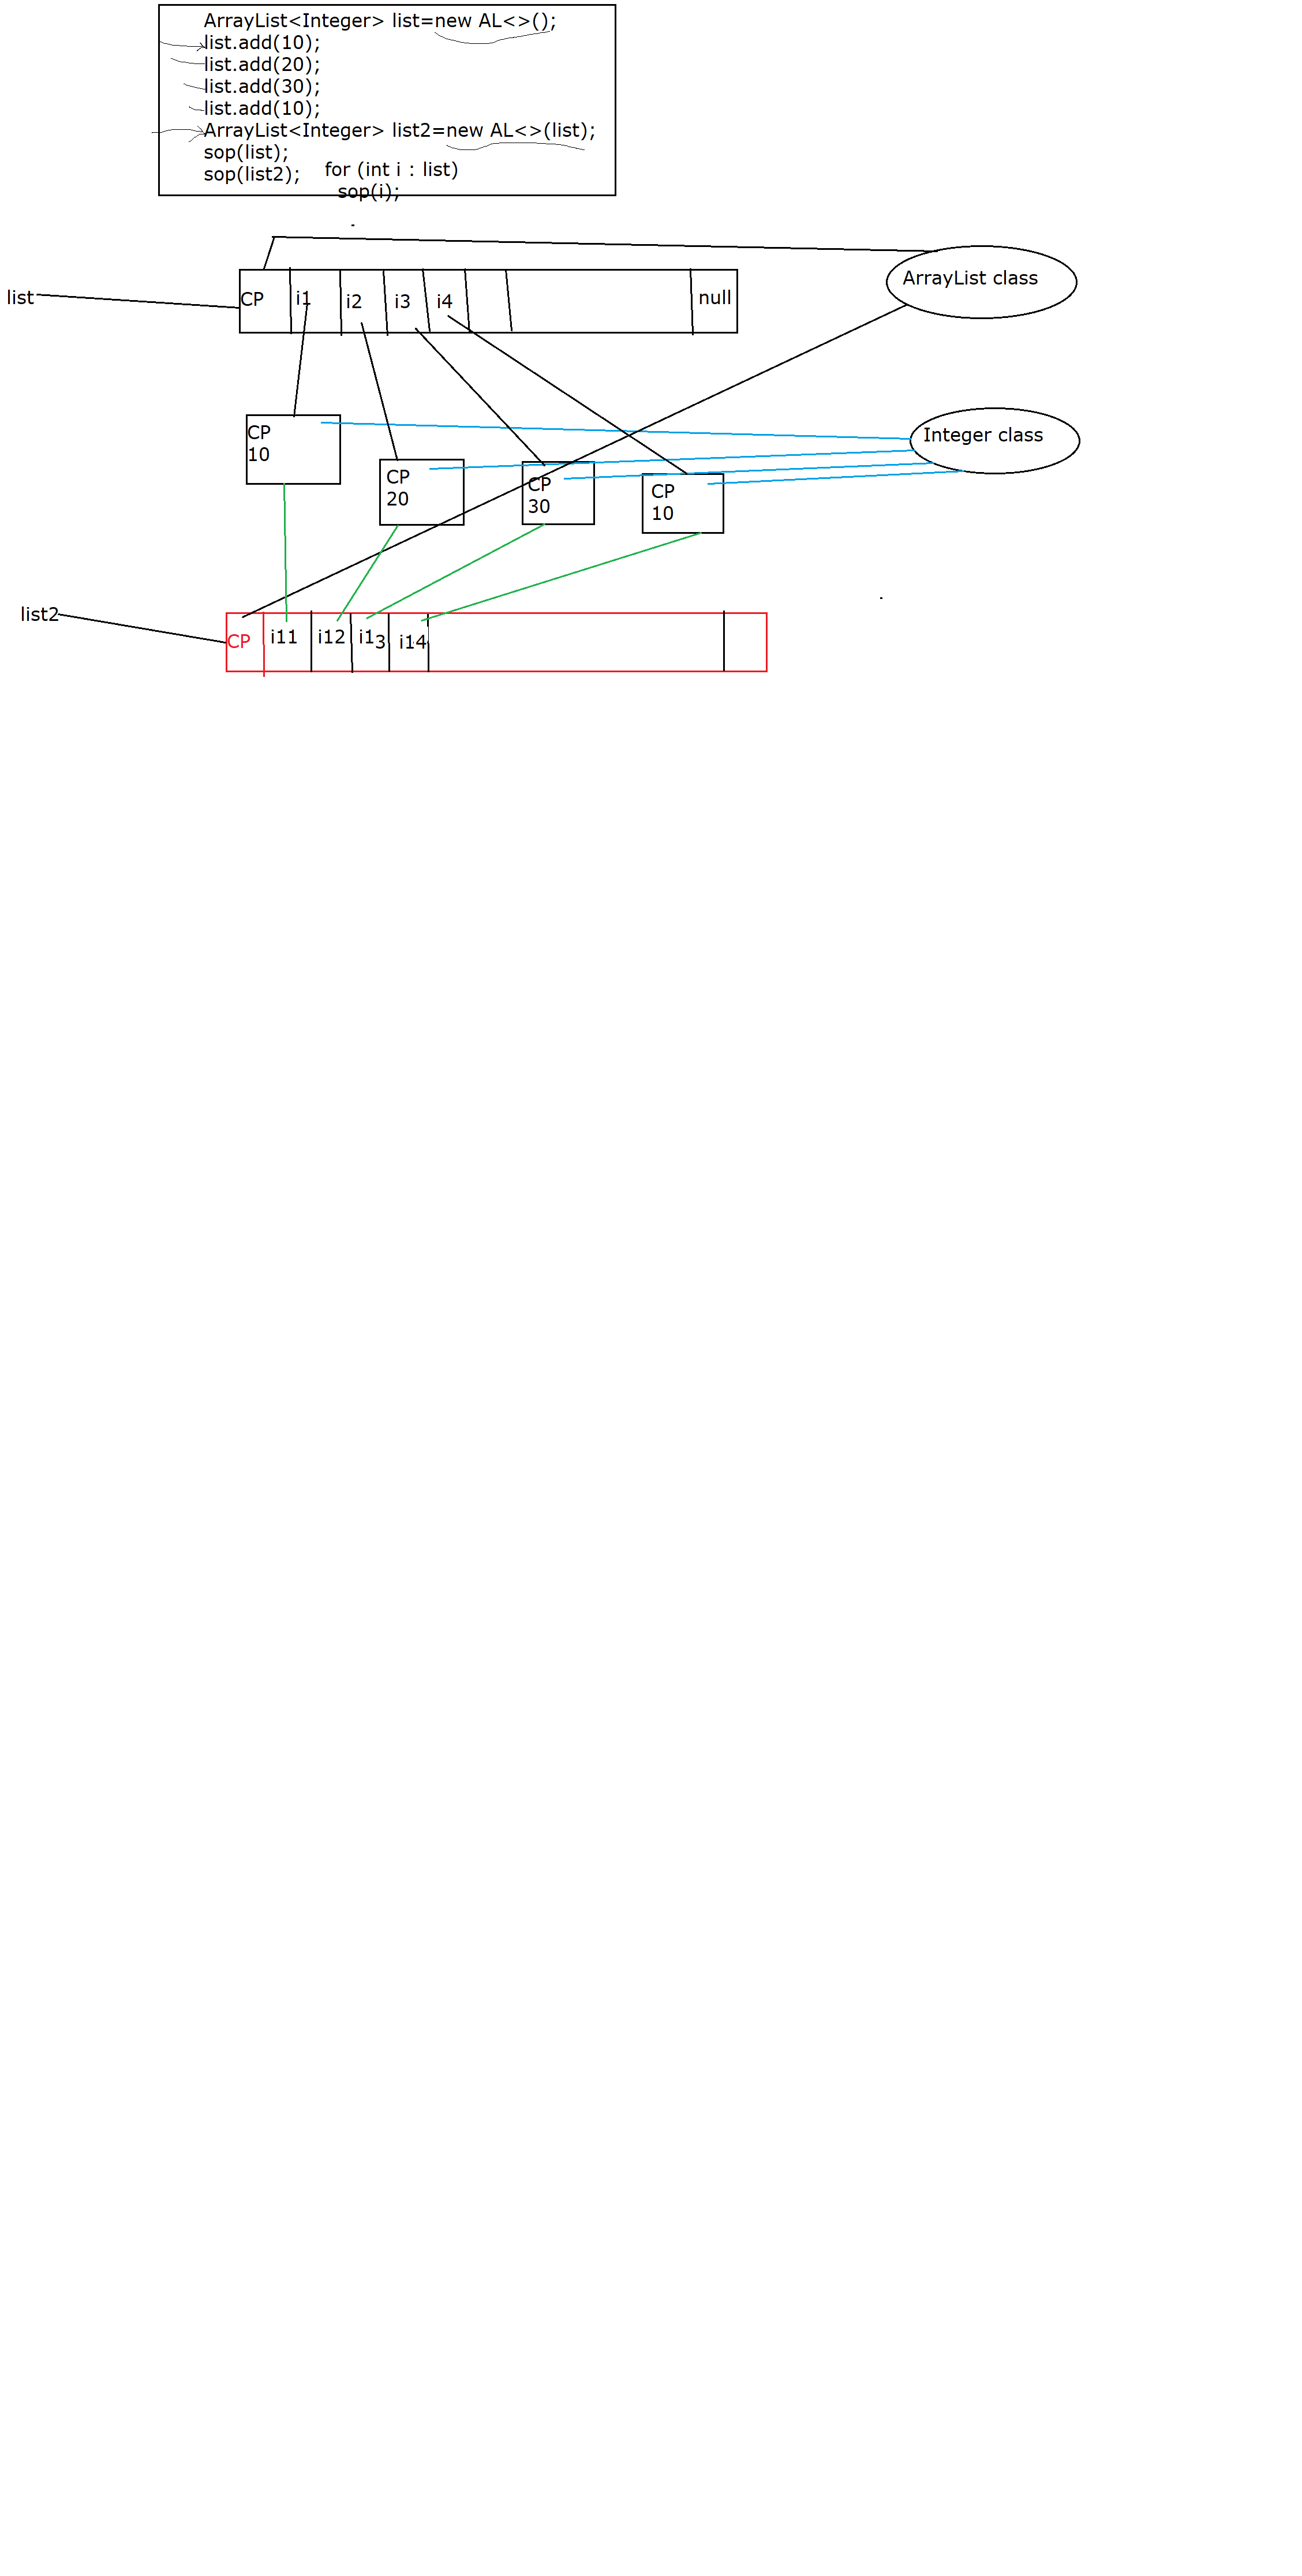 ArrayList<Integer> list=new AL<>();
list.add(10);
list.add(20);
list.add(30);
list.add(10);
ArrayList<Integer> list2=new AL<>(list);
sop(list);
sop(list2);
for (int i : list)
sop(i);
ArrayList class
list
CP
i1
i2
i3
i4
null
Integer class
CP
10
CP
20
CP
30
CP
10
list2
CP
i11
i12
i13
i14